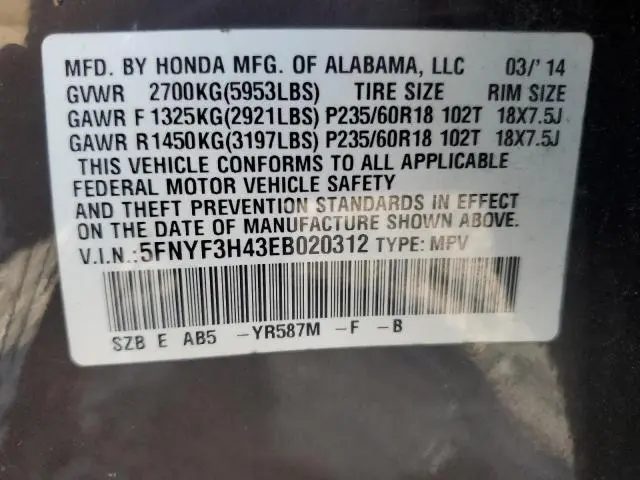 MFD. BY HONDA MFG. OF ALABAMA, LLC 03/'14
GVWR 2700KG(5953LBS) TIRE SIZE RIM SIZE
GAWR F 1325KG(2921LBS) P235/60R18 102T 18X7.5J
GAWR R1450KG(3197LBS) P235/60R18 102T 18X7.5J
THIS VEHICLE CONFORMS TO ALL APPLICABLE
FEDERAL MOTOR VEHICLE SAFETY
AND THEFT PREVENTION STANDARDS IN EFFECT
ON THE DATE OF MANUFACTURE SHOWN ABOVE.
V.I.N.:5FNYF3H43EB020312 TYPE: MPV
SZB E AB5 -YR587M -F -B